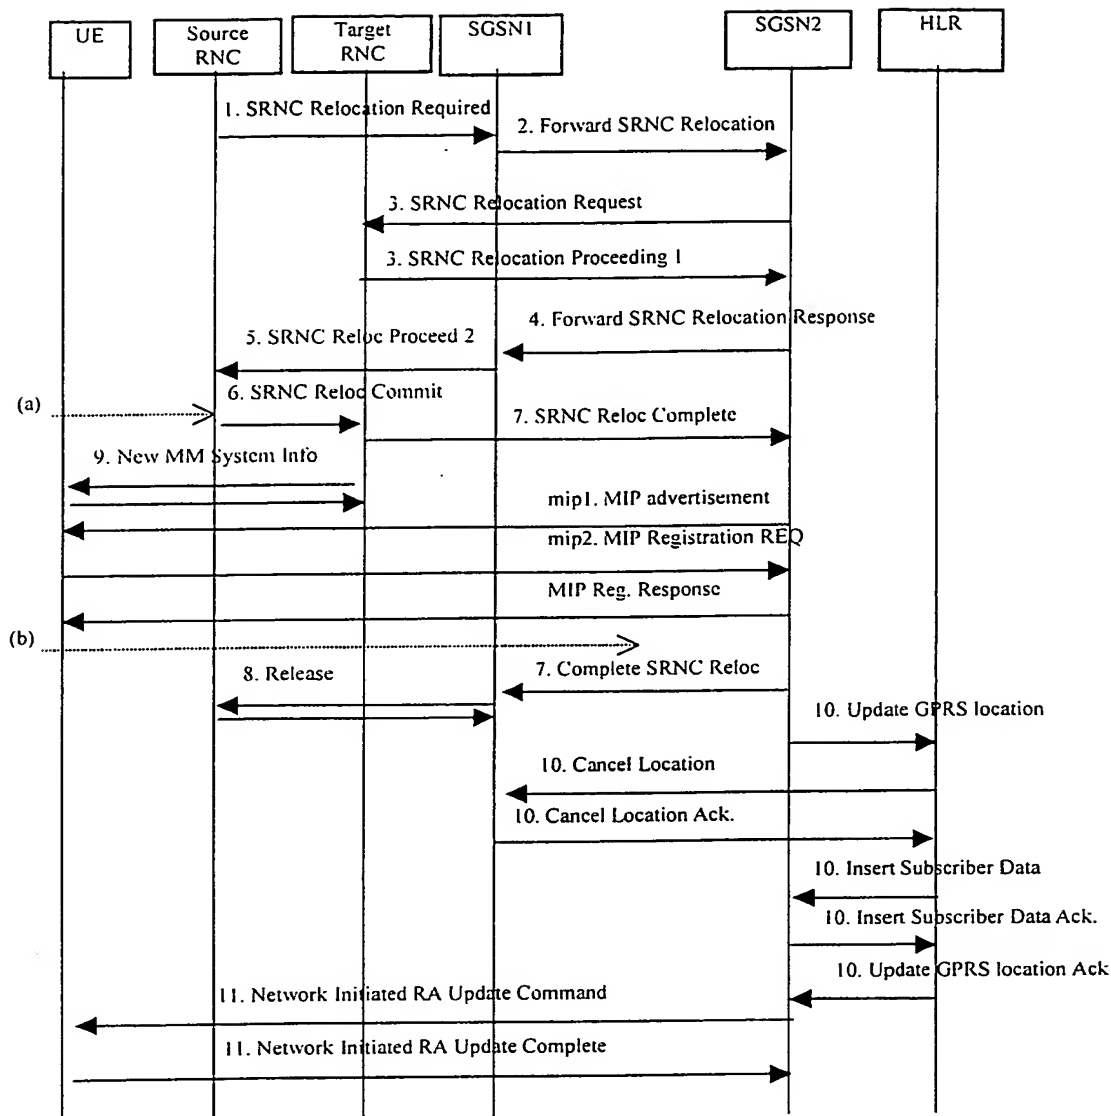 UE
Source
RNC
Target
RNC
SGSN1
SGSN2
HLR
1. SRNC Relocation Required
2. Forward SRNC Relocation
3. SRNC Relocation Request
3. SRNC Relocation Proceeding 1
4. Forward SRNC Relocation Response
5. SRNC Reloc Proceed 2
6. SRNC Reloc Commit
(a)
7. SRNC Reloc Complete
9. New MM System Info
mip1. MIP advertisement
mip2. MIP Registration REQ
MIP Reg. Response
(b)
7. Complete SRNC Reloc
8. Release
10. Update GPRS location
10. Cancel Location
10. Cancel Location Ack.
10. Insert Subscriber Data
10. Insert Subscriber Data Ack.
10. Update GPRS location Ack
11. Network Initiated RA Update Command
11. Network Initiated RA Update Complete